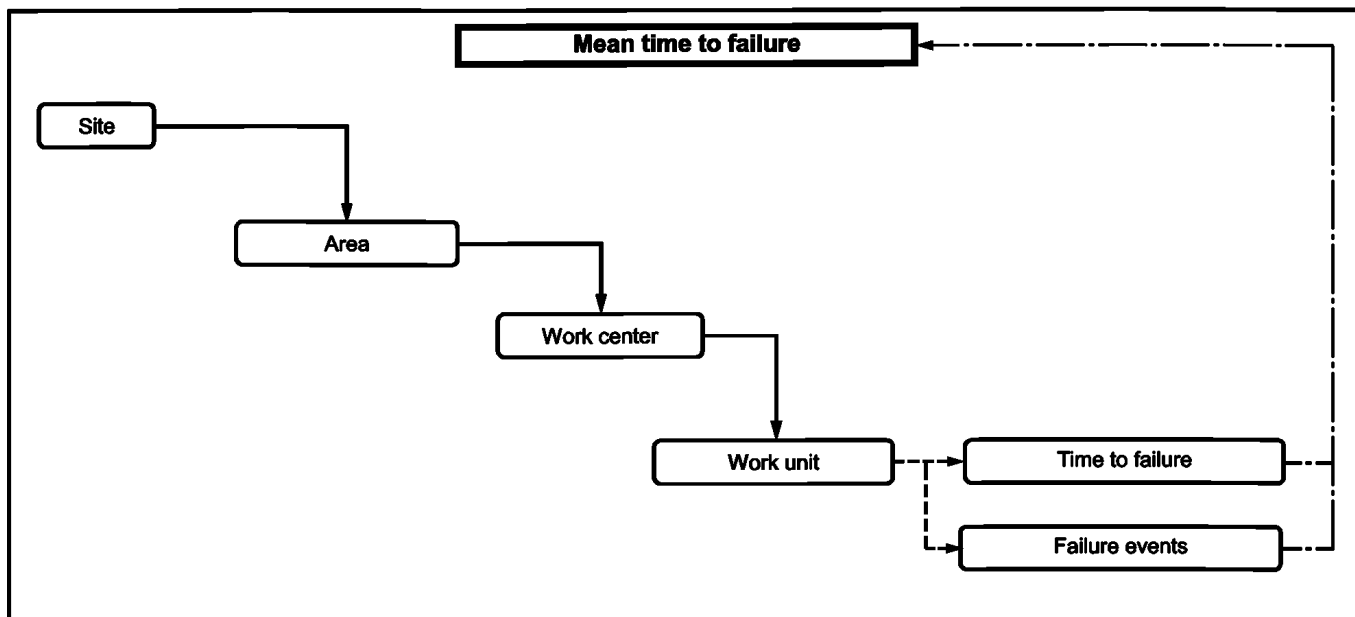 Mean time to failure
Site
Area
Work center
Work unit
Time to failure
Failure events